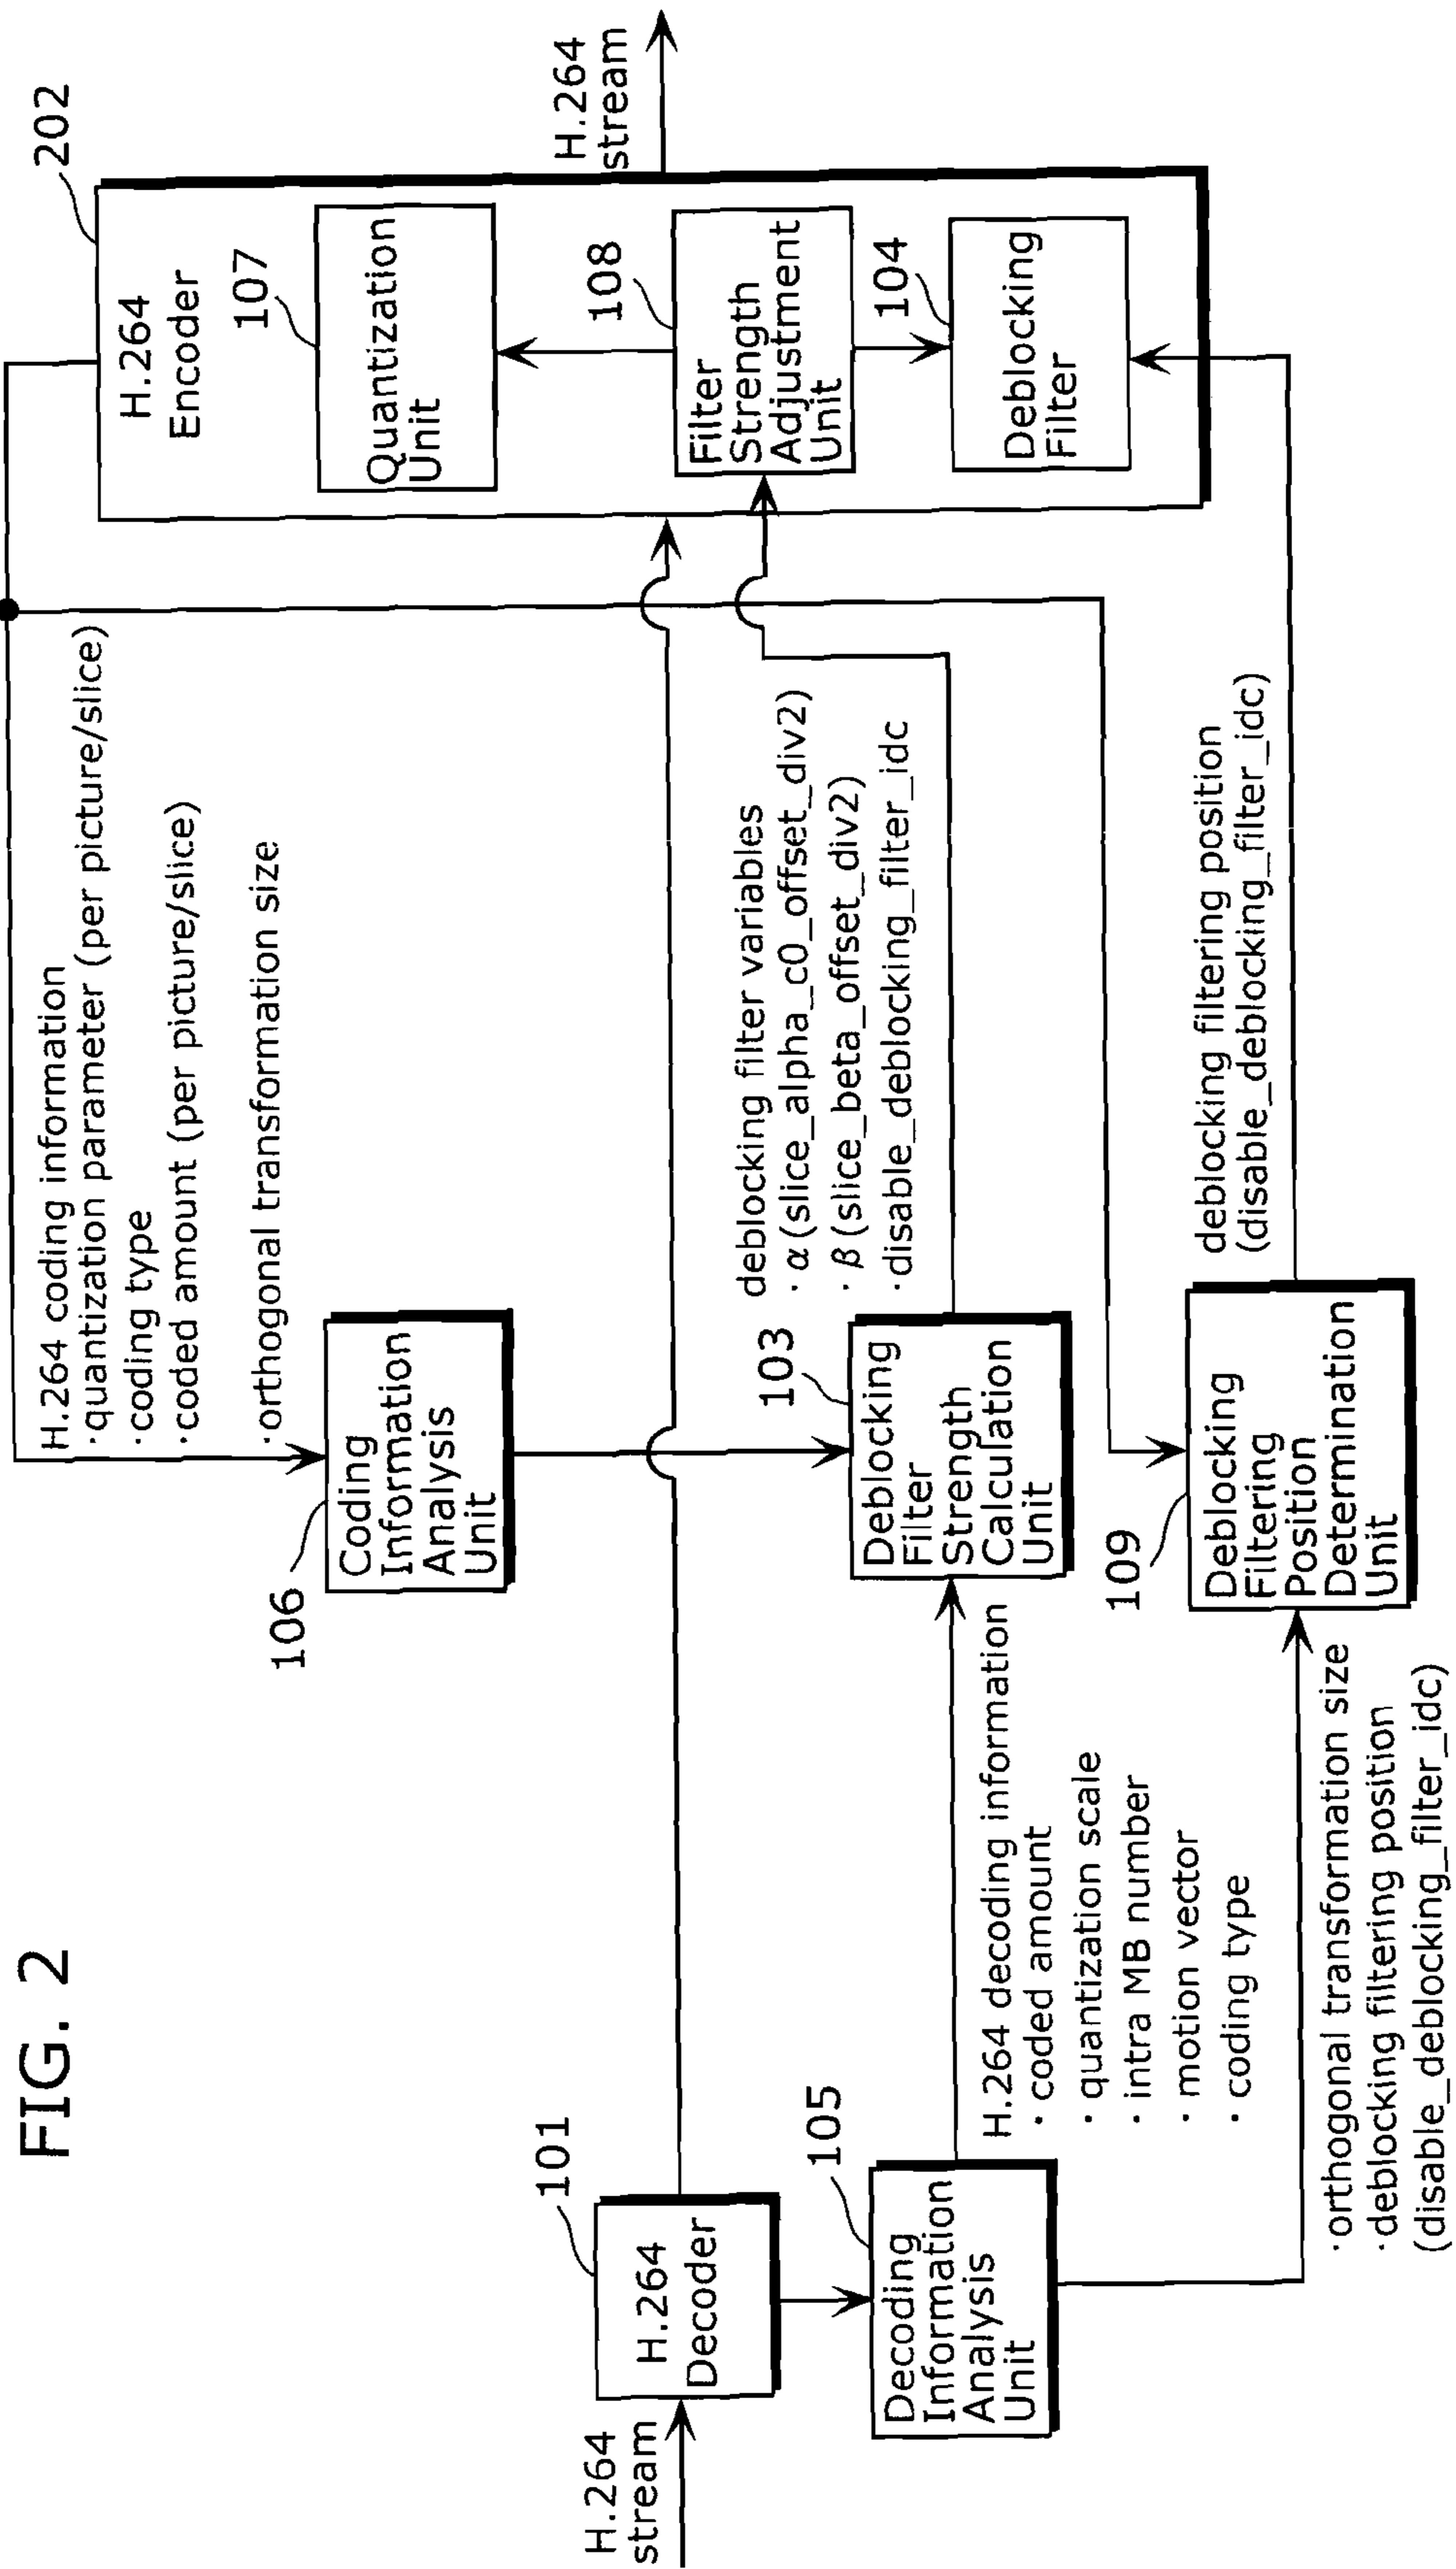 FIG. 2
H.264
stream
101
H.264
Decoder
105
Decoding
Information
Analysis
Unit
H.264 decoding information
· coded amount
· quantization scale
· intra MB number
· motion vector
· coding type
·orthogonal transformation size
·deblocking filtering position
(disable_deblocking_filter_idc)
H.264 coding information
·quantization parameter (per picture/slice)
·coding type
·coded amount (per picture/slice)
·orthogonal transformation size
106
Coding
Information
Analysis
Unit
103
Deblocking
Filter
Strength
Calculation
Unit
109
Deblocking
Filtering
Position
Determination
Unit
deblocking filter variables
·α(slice_alpha_c0_offset_div2)
·β(slice_beta_offset_div2)
·disable_deblocking_filter_idc
deblocking filtering position
(disable_deblocking_filter_idc)
202
H.264
Encoder
107
Quantization
Unit
108
Filter
Strength
Adjustment
Unit
104
Deblocking
Filter
H.264
stream